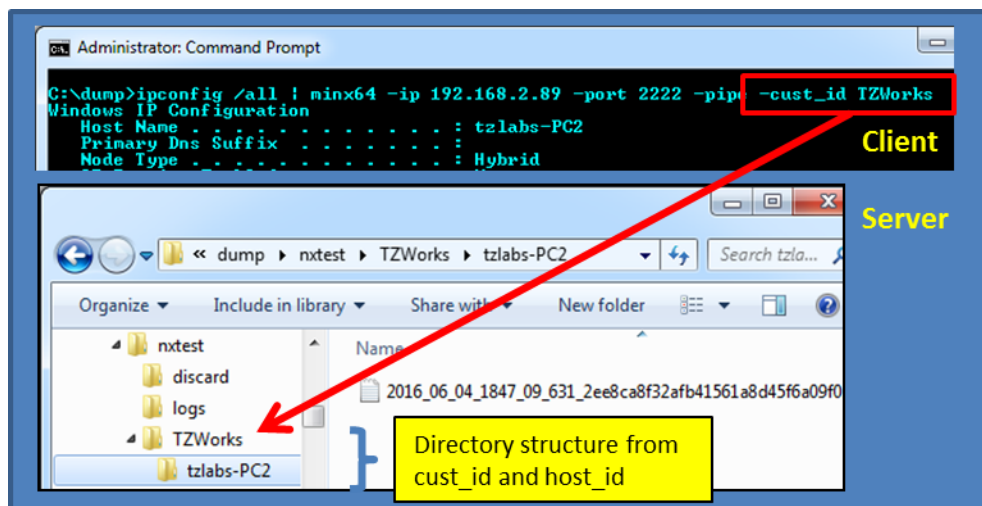 Administrator: Command Prompt
C:\dump>ipconfig /all | minx64 -ip 192.168.2.89 -port 2222 -pipe -cust_id TZWorks
Windows IP Configuration
Host Name . . . . . . . . . . . . : tzlabs-PC2
Primary Dns Suffix . . . . . . . :
Node Type . . . . . . . . . . . . : Hybrid
Client
Server
« dump nxtest TZWorks tzlabs-PC2
Search tzla...
Organize Include in library Share with New folder
nxtest
discard
logs
TZWorks
tzlabs-PC2
Name
2016_06_04_1847_09_631_2ee8ca8f32afb41561a8d45f6a09f0
Directory structure from
cust_id and host_id